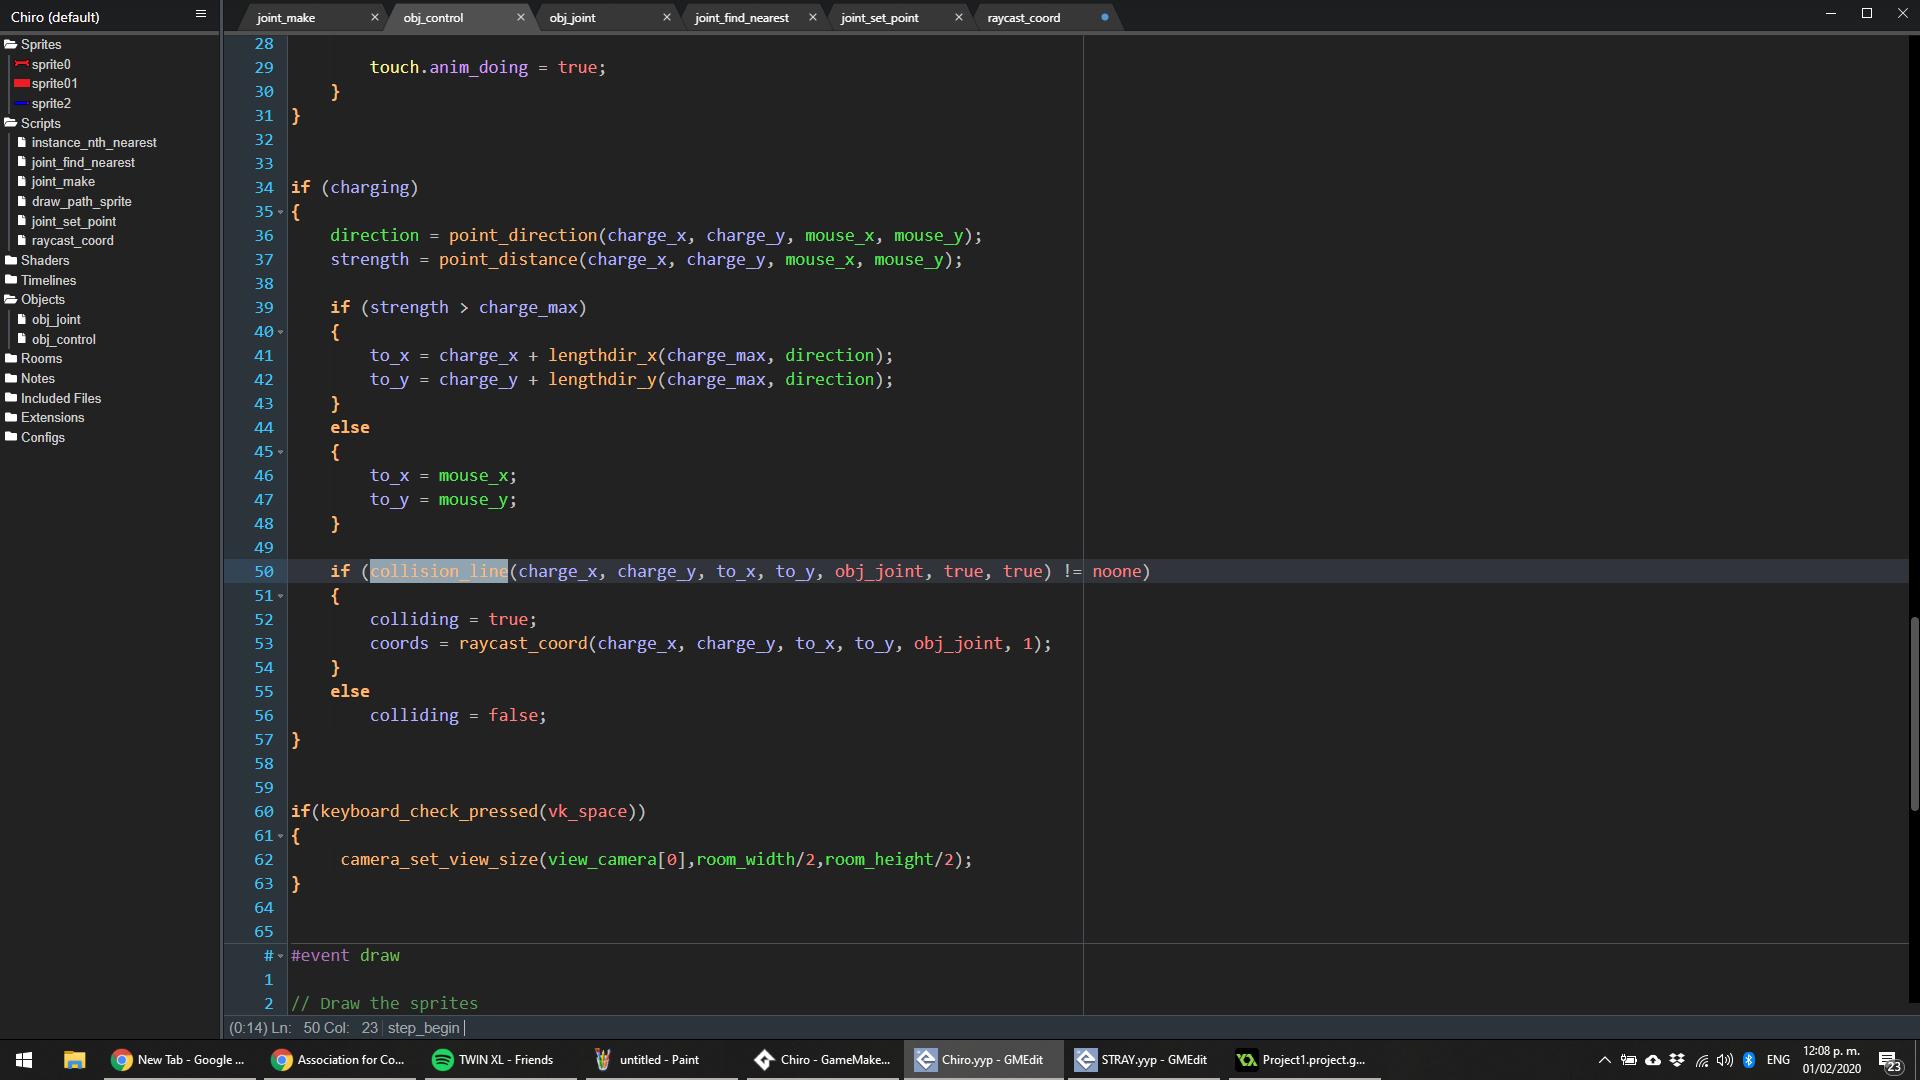 Chiro (default)
joint_make
obj_control
obj_joint
joint_find_nearest
joint_set_point
raycast_coord
Sprites
sprite0
sprite01
sprite2
Scripts
instance_nth_nearest
joint_find_nearest
joint_make
draw_path_sprite
joint_set_point
raycast_coord
Shaders
Timelines
Objects
obj_joint
obj_control
Rooms
Notes
Included Files
Extensions
Configs
28
29 touch.anim_doing = true;
30 }
31 }
32
33
34 if (charging)
35 {
36 direction = point_direction(charge_x, charge_y, mouse_x, mouse_y);
37 strength = point_distance(charge_x, charge_y, mouse_x, mouse_y);
38
39 if (strength > charge_max)
40 {
41 to_x = charge_x + lengthdir_x(charge_max, direction);
42 to_y = charge_y + lengthdir_y(charge_max, direction);
43 }
44 else
45 {
46 to_x = mouse_x;
47 to_y = mouse_y;
48 }
49
50 if (collision_line(charge_x, charge_y, to_x, to_y, obj_joint, true, true) != noone)
51 {
52 colliding = true;
53 coords = raycast_coord(charge_x, charge_y, to_x, to_y, obj_joint, 1);
54 }
55 else
56 colliding = false;
57 }
58
59
60 if(keyboard_check_pressed(vk_space))
61 {
62 camera_set_view_size(view_camera[0],room_width/2,room_height/2);
63 }
64
65
# #event draw
1
2 // Draw the sprites
(0:14) Ln: 50 Col: 23 step_begin
New Tab - Google ...
Association for Co...
TWIN XL - Friends
untitled - Paint
Chiro - GameMake...
Chiro.yyp - GMEdit
STRAY.yyp - GMEdit
Project1.project.g...
ENG
12:08 p. m.
01/02/2020
23